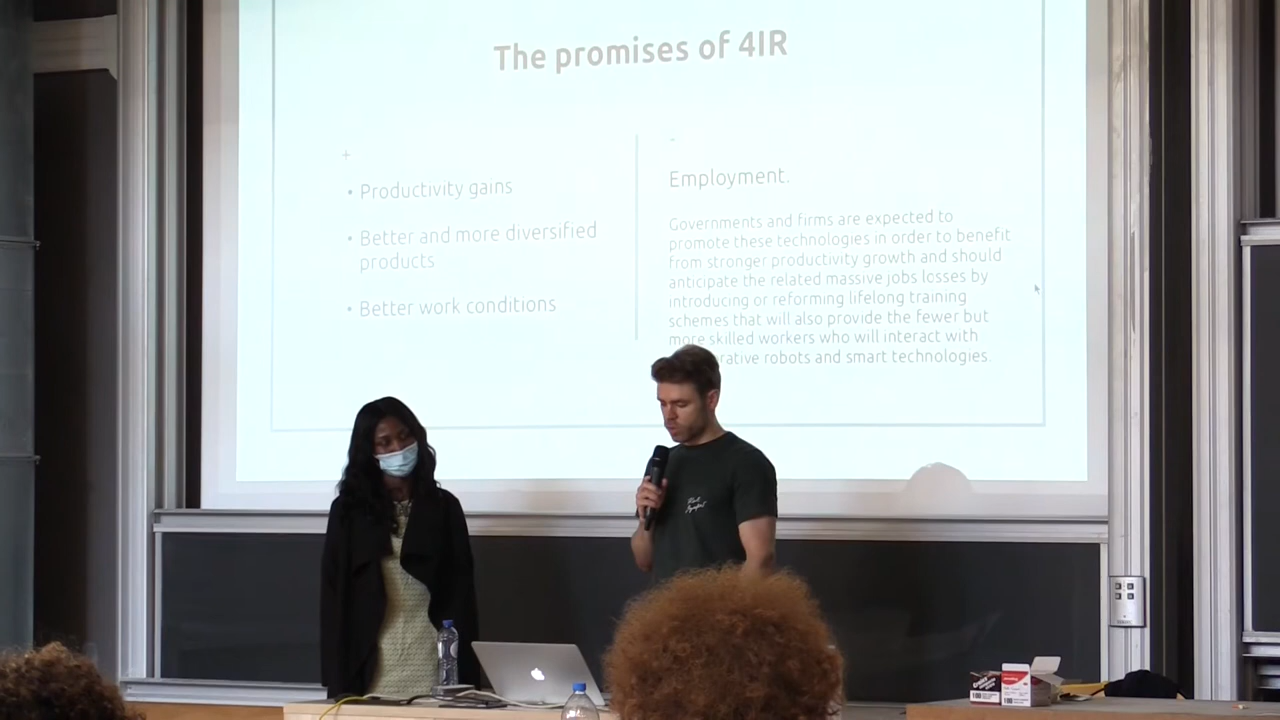 The promises of 4IR
+
• Productivity gains
• Better and more diversified
products
• Better work conditions
-
Employment.
Governments and firms are expected to
promote these technologies in order to benefit
from stronger productivity growth and should
anticipate the related massive jobs losses by
introducing or reforming lifelong training
schemes that will also provide the fewer but
more skilled workers who will interact with
rative robots and smart technologies.
100
100